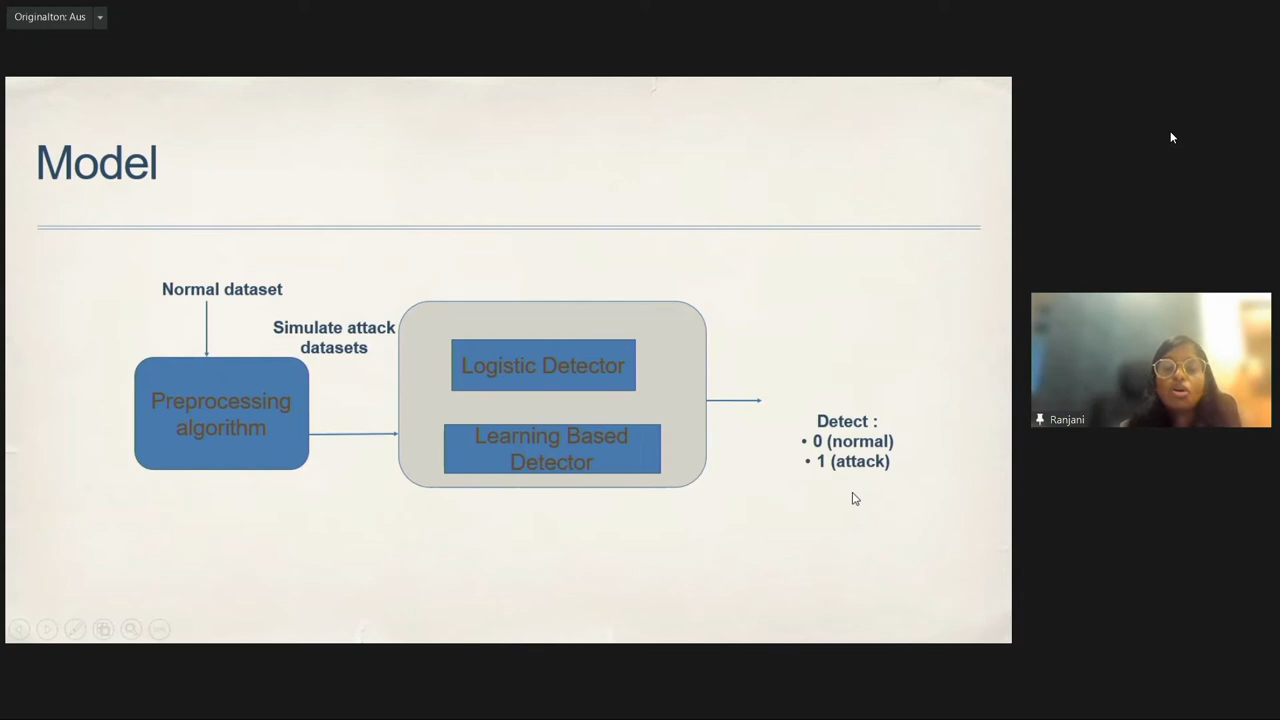 Originalton: Aus
Model
Normal dataset
Simulate attack
datasets
Preprocessing
algorithm
Logistic Detector
Learning Based
Detector
Detect :
• 0 (normal)
• 1 (attack)
Ranjani